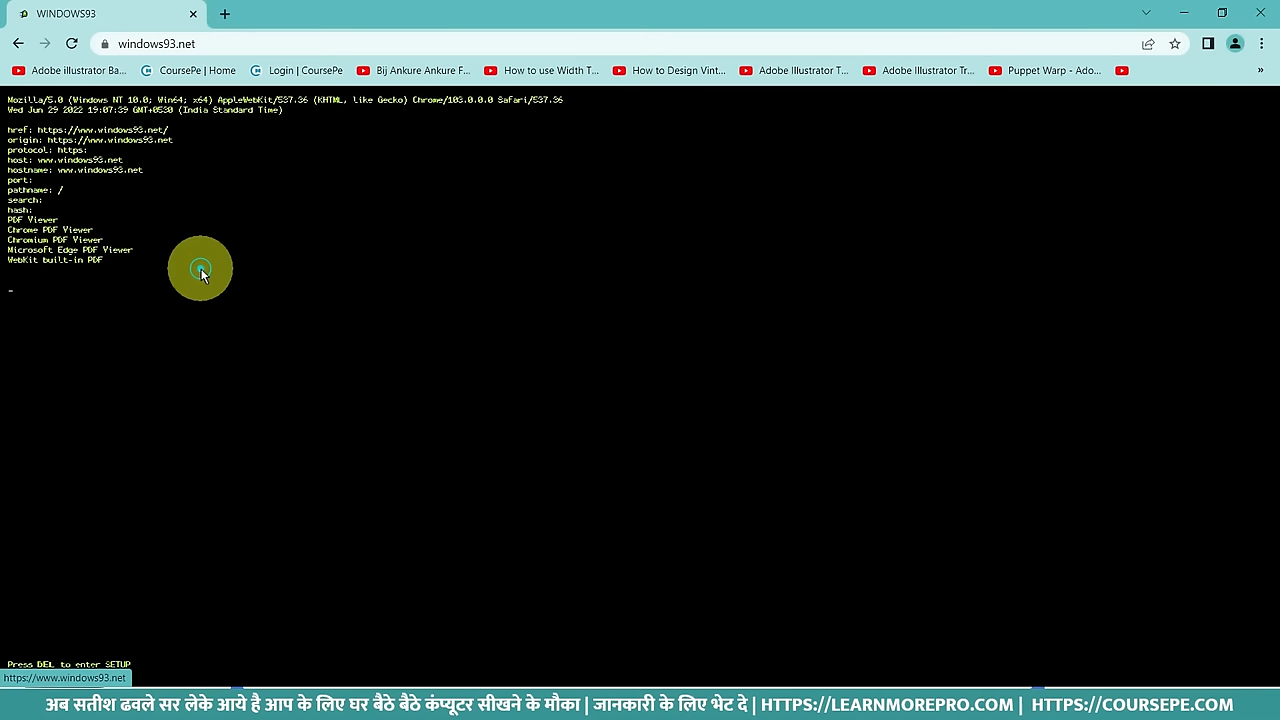 WINDOWS93
windows93.net
Adobe illustrator Ba...
CoursePe | Home
Login | CoursePe
Bij Ankure Ankure F...
How to use Width T...
How to Design Vint...
Adobe Illustrator T...
Adobe Illustrator Tr...
Puppet Warp - Ado...
Mozilla/5.0 (Windows NT 10.0; Win64; x64) AppleWebKit/537.36 (KHTML, like Gecko) Chrome/103.0.0.0 Safari/537.36
Wed Jun 29 2022 19:07:39 GMT+0530 (India Standard Time)
href: https://www.windows93.net/
origin: https://www.windows93.net
protocol: https:
host: www.windows93.net
hostname: www.windows93.net
port:
pathname: /
search:
hash:
PDF Viewer
Chrome PDF Viewer
Chromium PDF Viewer
Microsoft Edge PDF Viewer
WebKit built-in PDF
_
Press DEL to enter SETUP
https://www.windows93.net
अब सतीश ढवले सर लेके आये है आप के लिए घर बैठे बैठे कंप्यूटर सीखने के मौका | जानकारी के लिए भेट दे | HTTPS://LEARNMOREPRO.COM | HTTPS://COURSEPE.COM